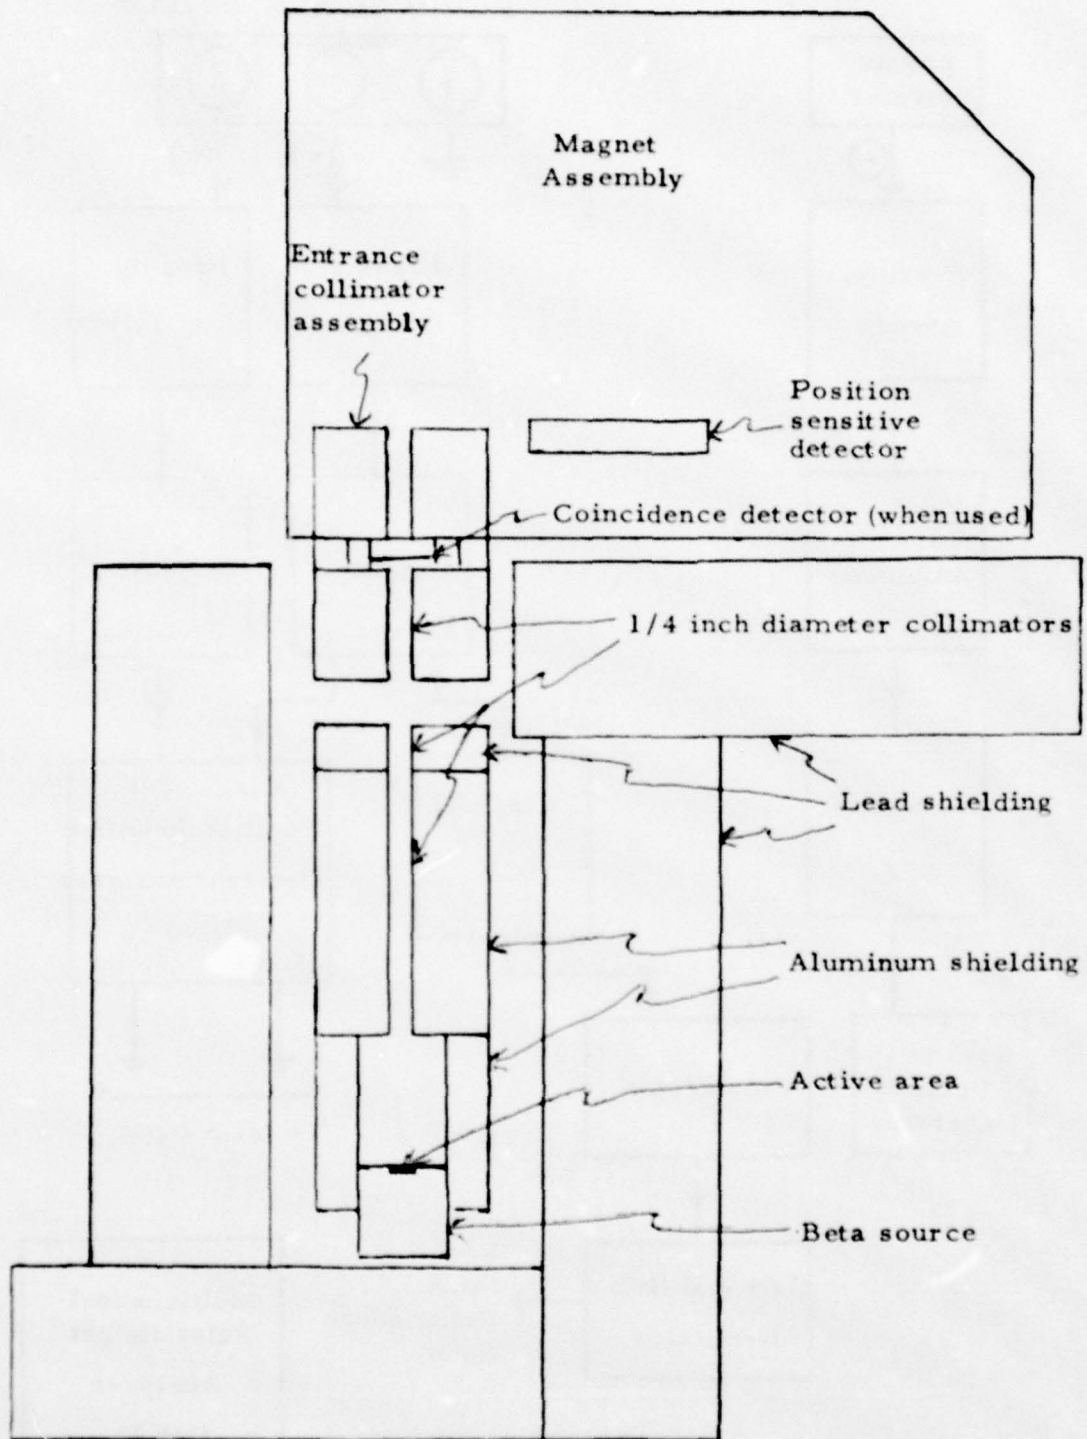 Magnet
Assembly
Entrance
collimator
assembly
Position
sensitive
detector
Coincidence detector (when used)
1/4 inch diameter collimators
Lead shielding
Aluminum shielding
Active area
Beta source